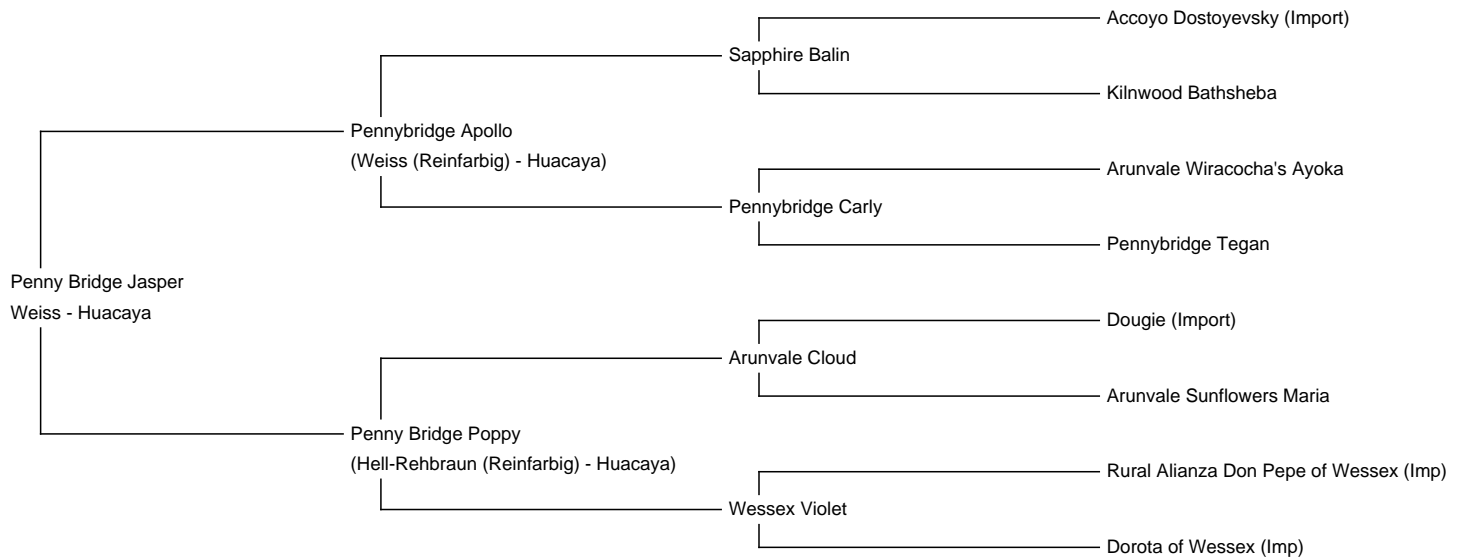 Accoyo Dostoyevsky (Import)
Sapphire Balin
Kilnwood Bathsheba
Pennybridge Apollo
(Weiss (Reinfarbig) - Huacaya)
Arunvale Wiracocha's Ayoka
Pennybridge Carly
Pennybridge Tegan
Penny Bridge Jasper
Weiss - Huacaya
Dougie (Import)
Arunvale Cloud
Arunvale Sunflowers Maria
Penny Bridge Poppy
(Hell-Rehbraun (Reinfarbig) - Huacaya)
Rural Alianza Don Pepe of Wessex (Imp)
Wessex Violet
Dorota of Wessex (Imp)